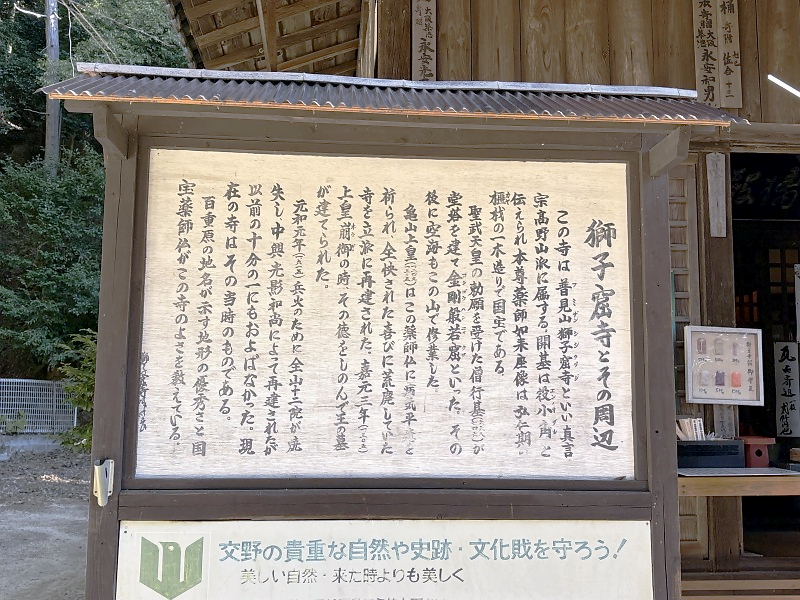 獅子窟寺とその周辺
この寺は普見山獅子窟寺といい真言
宗高野山派に属する。開基は役小角と
伝えられ本尊薬師如来座像は弘仁期
榧材の一木造りで国宝である。
聖武天皇の勅願を受けた僧行基が
堂塔を建て金剛般若窟といった。その
後に空海もこの山で修業した。
亀山上皇はこの薬師仏に病気平癒を
祈られ、全快された喜びに荒廃していた
寺を立派に再建された。嘉元三年
上皇崩御の時、その徳をしのんで王の墓
が建てられた。
元和元年兵火のために全山十二院が焼
失し、中興光影和尚によって再建されたが
以前の十分の一にもおよばなかった。現
在の寺はその当時のものである。
百重原の地名が示す地形の優秀さと国
宝薬師仏がこの寺のよさを教えている。
交野の貴重な自然や史跡・文化財を守ろう!
美しい自然・来た時よりも美しく